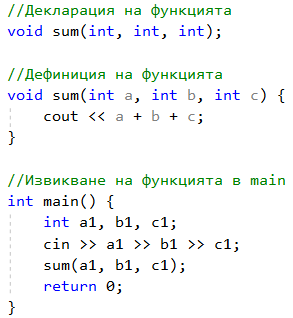 //Декларация на функцията
void sum(int, int, int);
//Дефиниция на функцията
void sum(int a, int b, int c) {
cout << a + b + c;
}
//Извикване на функцията в main
int main() {
int a1, b1, c1;
cin >> a1 >> b1 >> c1;
sum(a1, b1, c1);
return 0;
}